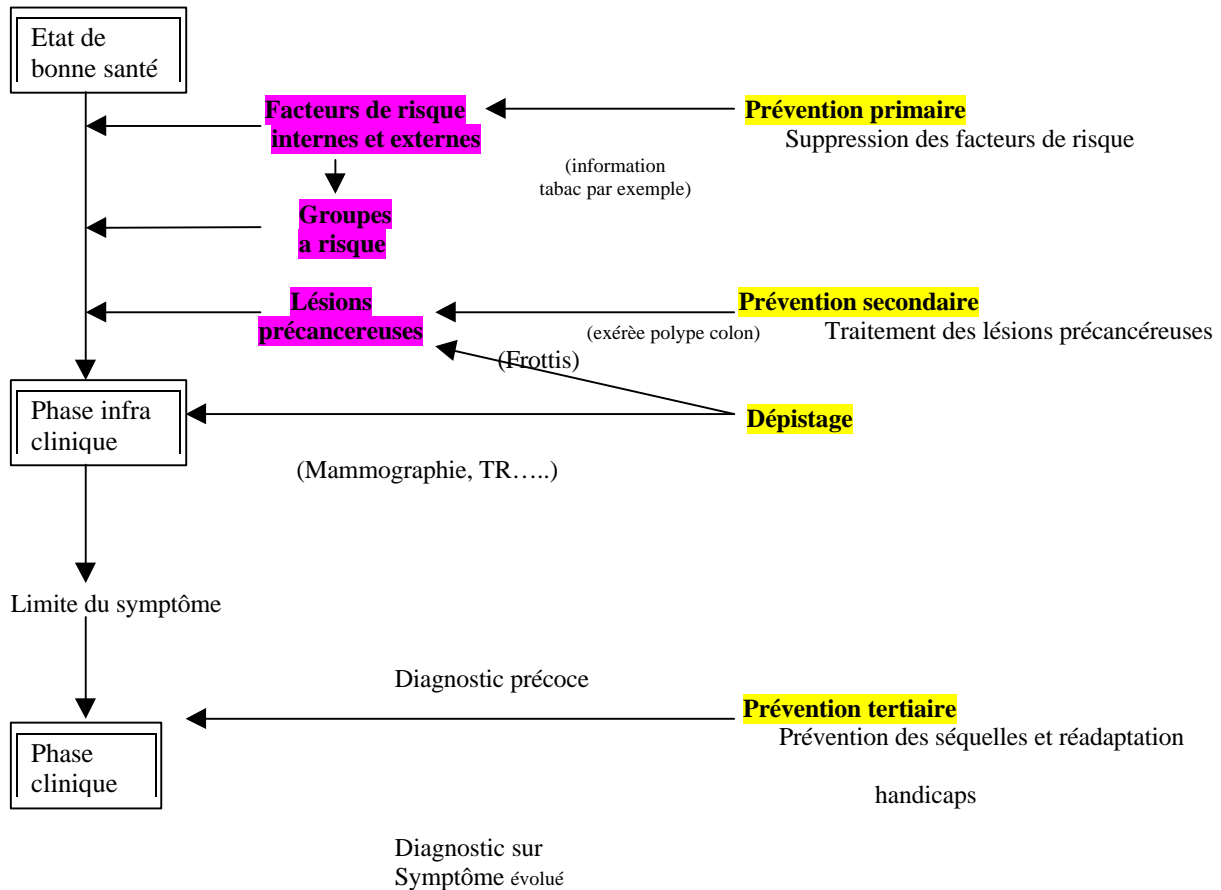 Etat de
bonne santé
Facteurs de risque
internes et externes
Prévention primaire
Suppression des facteurs de risque
(information
tabac par exemple)
Groupes
a risque
Lésions
précancereuses
Prévention secondaire
(exérèe polype colon)
Traitement des lésions précancéreuses
(Frottis)
Phase infra
clinique
Dépistage
(Mammographie, TR…..)
Limite du symptôme
Diagnostic précoce
Prévention tertiaire
Prévention des séquelles et réadaptation
Phase
clinique
handicaps
Diagnostic sur
Symptôme évolué